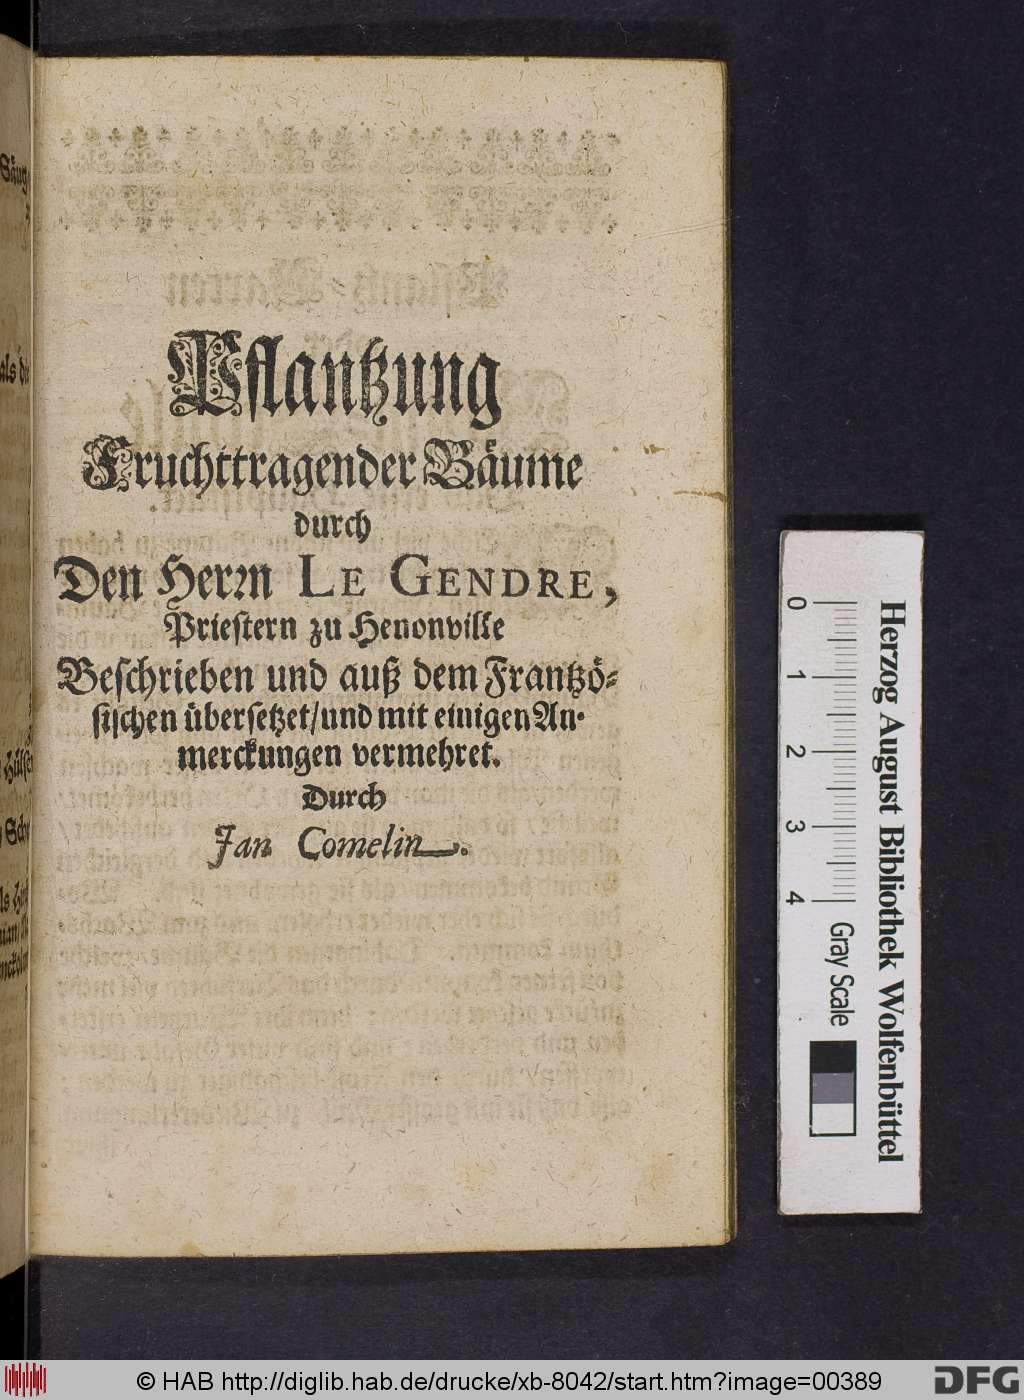 Pflantzung
Fruchttragender Bäume
durch
Den Herrn LE GENDRE,
Priestern zu Henonville
Beschrieben und auß dem Frantzö-
sischen übersetzet/und mit einigen An-
merckungen vermehret.
Durch
Jan Comelin.
0 1 2 3 4 Gray Scale
Herzog August Bibliothek Wolfenbüttel
© HAB http://diglib.hab.de/drucke/xb-8042/start.htm?image=00389
DFG